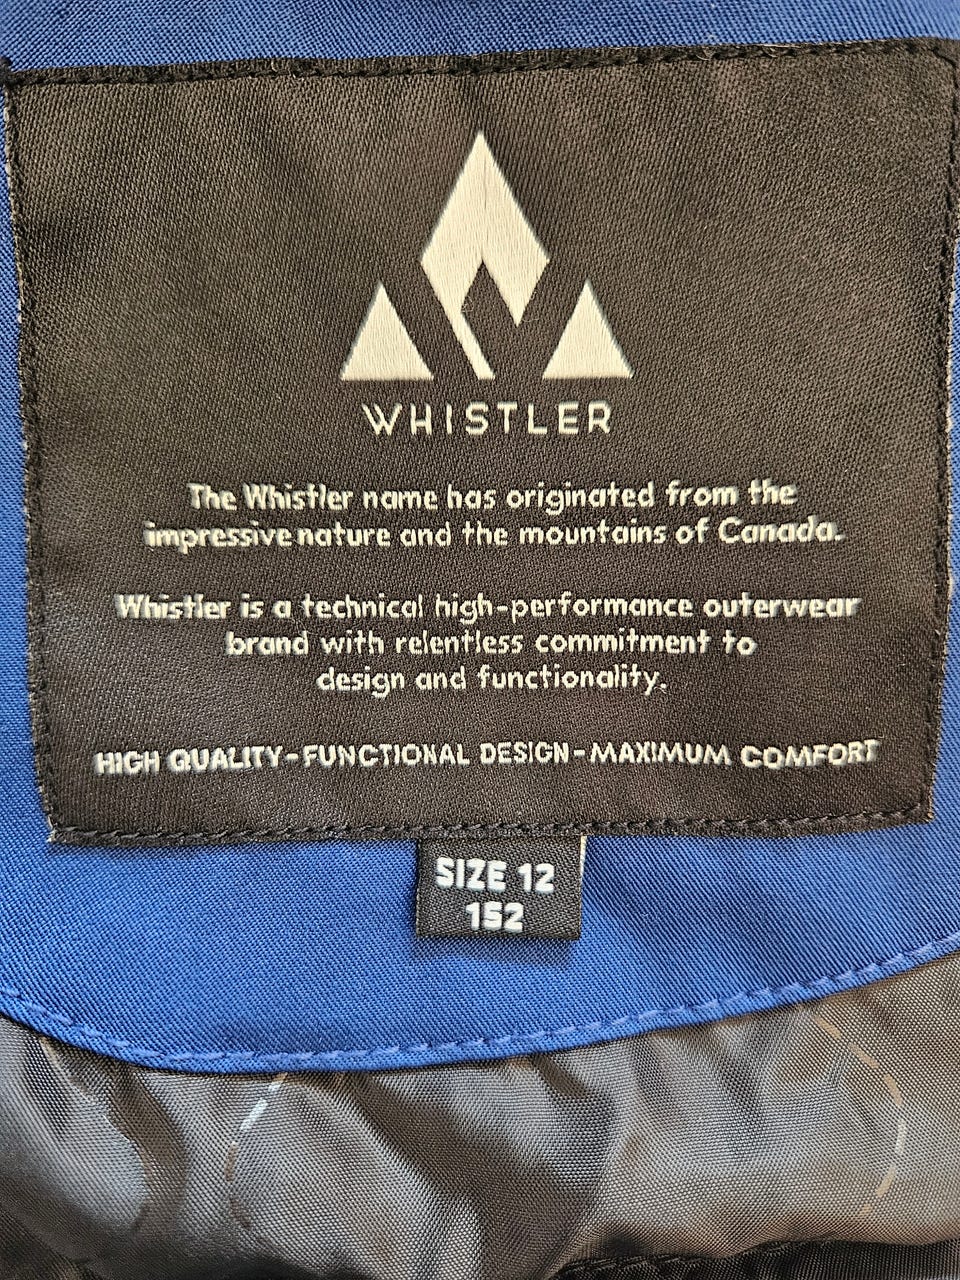 WHISTLER
The Whistler name has originated from the
impressive nature and the mountains of Canada.
Whistler is a technical high-performance outerwear
brand with relentless commitment to
design and functionality.
HIGH QUALITY-FUNCTIONAL DESIGN-MAXIMUM COMFORT
SIZE 12
152